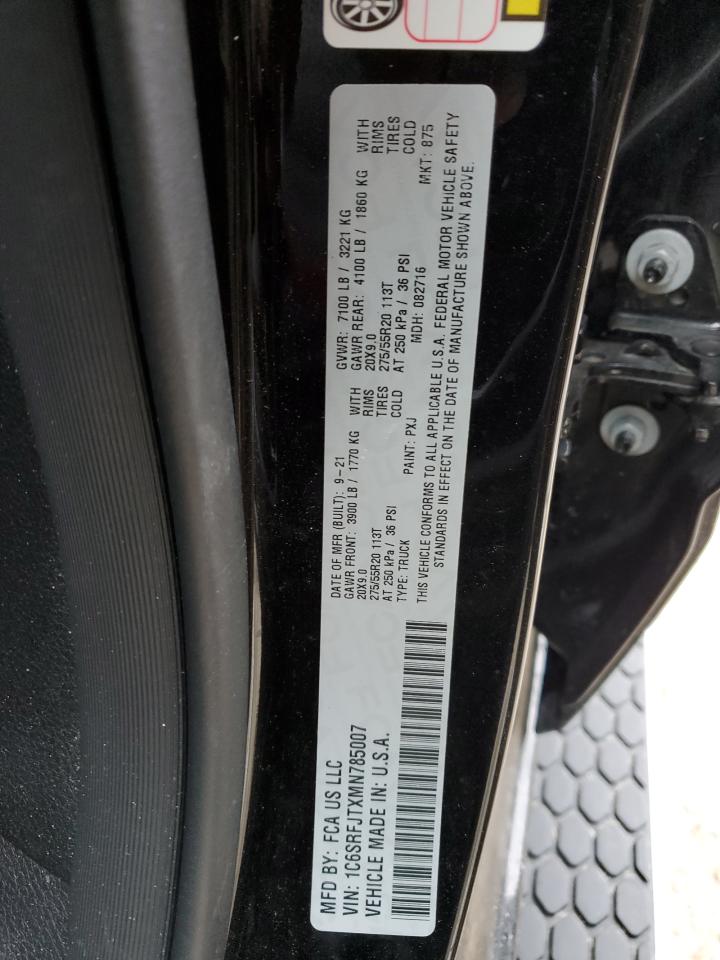 MFD BY: FCA US LLC
VIN: 1C6SRFJTXMN785007
VEHICLE MADE IN: U.S.A.
DATE OF MFR (BUILT): 9-21 GVWR: 7100 LB / 3221 KG
GAWR FRONT: 3900 LB / 1770 KG WITH GAWR REAR: 4100 LB / 1860 KG WITH
20X9.0 RIMS 20X9.0 RIMS
275/55R20 113T TIRES 275/55R20 113T TIRES
AT 250 kPa / 36 PSI COLD AT 250 kPa / 36 PSI COLD
TYPE: TRUCK PAINT: PXJ MDH: 082716 MKT: 875
THIS VEHICLE CONFORMS TO ALL APPLICABLE U.S.A. FEDERAL MOTOR VEHICLE SAFETY
STANDARDS IN EFFECT ON THE DATE OF MANUFACTURE SHOWN ABOVE.